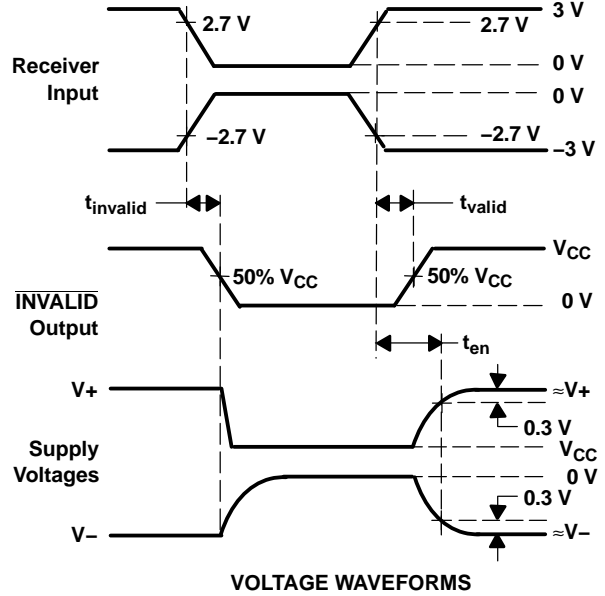 3 V
2.7 V
2.7 V
Receiver
Input
0 V
0 V
−2.7 V
−2.7 V
−3 V
tinvalid
tvalid
VCC
50% VCC
50% VCC
INVALID
Output
0 V
ten
V+
≈V+
0.3 V
Supply
Voltages
VCC
0 V
0.3 V
V−
≈V−
VOLTAGE WAVEFORMS